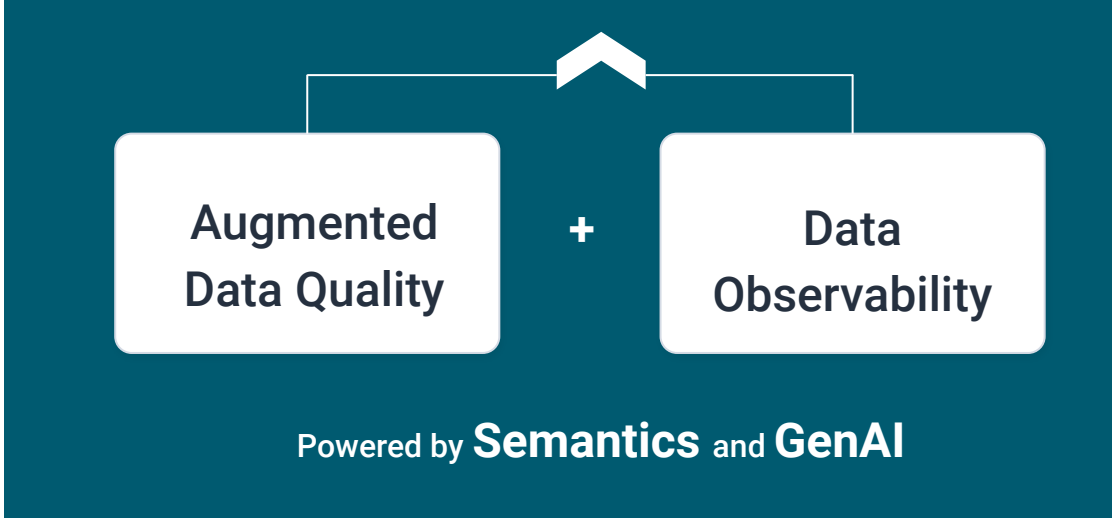 Augmented
Data Quality
+
Data
Observability
Powered by Semantics and GenAI